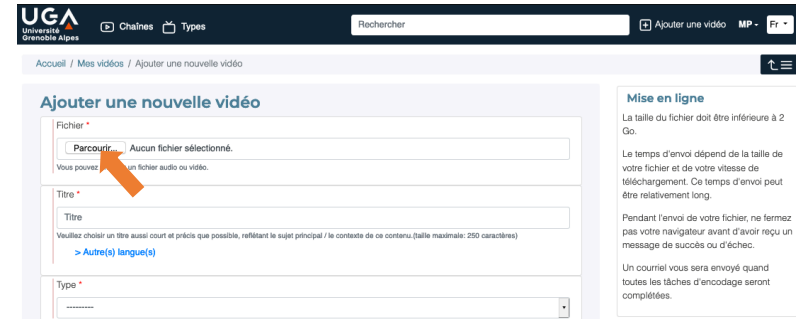 UGA
Université
Grenoble Alpes
Chaînes
Types
Rechercher
Ajouter une vidéo
MP -
Fr
Accueil / Mes vidéos / Ajouter une nouvelle vidéo
Ajouter une nouvelle vidéo
Fichier *
Parcourir... Aucun fichier sélectionné.
Vous pouvez un fichier audio ou vidéo.
Titre *
Titre
Veuillez choisir un titre aussi court et précis que possible, reflétant le sujet principal / le contexte de ce contenu.(taille maximale: 250 caractères)
> Autre(s) langue(s)
Type *
---------
Mise en ligne
La taille du fichier doit être inférieure à 2
Go.
Le temps d'envoi dépend de la taille de
votre fichier et de votre vitesse de
téléchargement. Ce temps d'envoi peut
être relativement long.
Pendant l'envoi de votre fichier, ne fermez
pas votre navigateur avant d'avoir reçu un
message de succès ou d'échec.
Un courriel vous sera envoyé quand
toutes les tâches d'encodage seront
complétées.